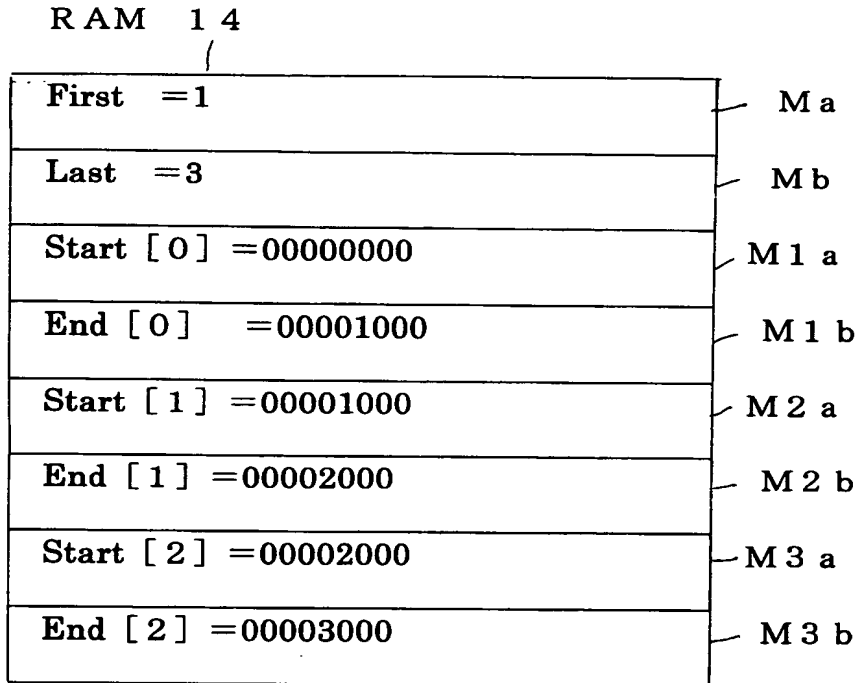 RAM 14
First =1 Ma
Last =3 Mb
Start [0] =00000000 M1a
End [0] =00001000 M1b
Start [1] =00001000 M2a
End [1] =00002000 M2b
Start [2] =00002000 M3a
End [2] =00003000 M3b